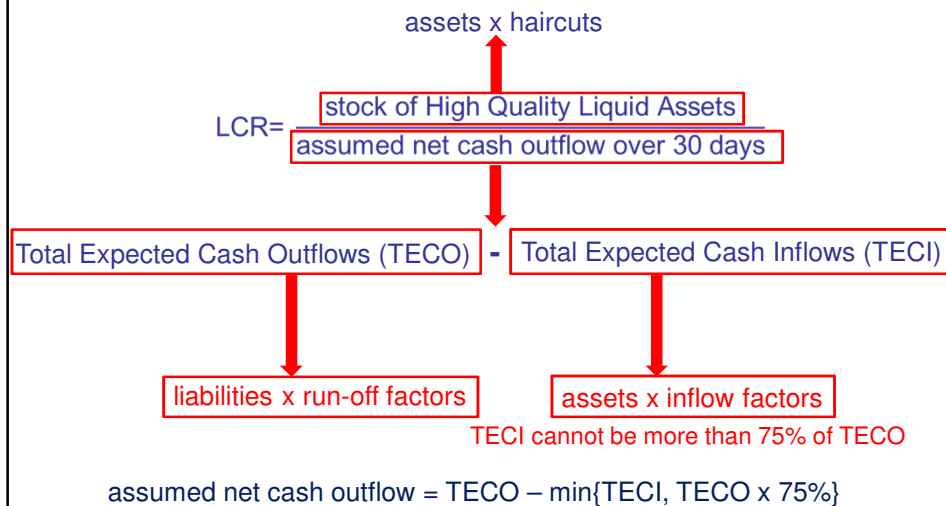 assets x haircuts
LCR= stock of High Quality Liquid Assets
assumed net cash outflow over 30 days
Total Expected Cash Outflows (TECO) - Total Expected Cash Inflows (TECI)
liabilities x run-off factors assets x inflow factors
TECI cannot be more than 75% of TECO
assumed net cash outflow = TECO – min{TECI, TECO x 75%}